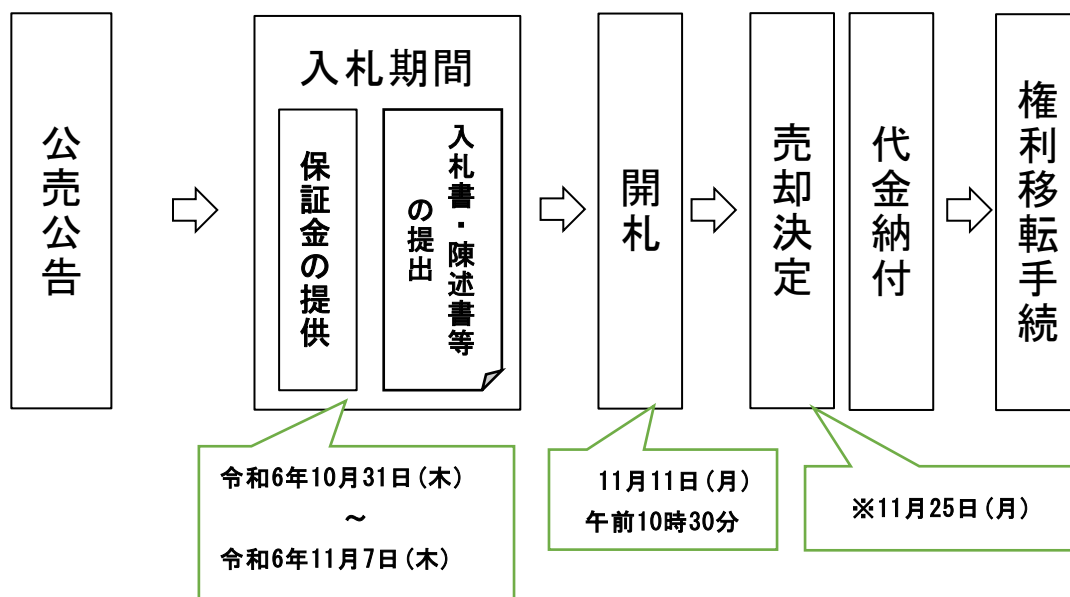 公売公告
入札期間
保証金の提供
入札書・陳述書等
の提出
開札
売却決定
代金納付
権利移転手続
令和6年10月31日(木)
～
令和6年11月7日(木)
11月11日(月)
午前10時30分
※11月25日(月)